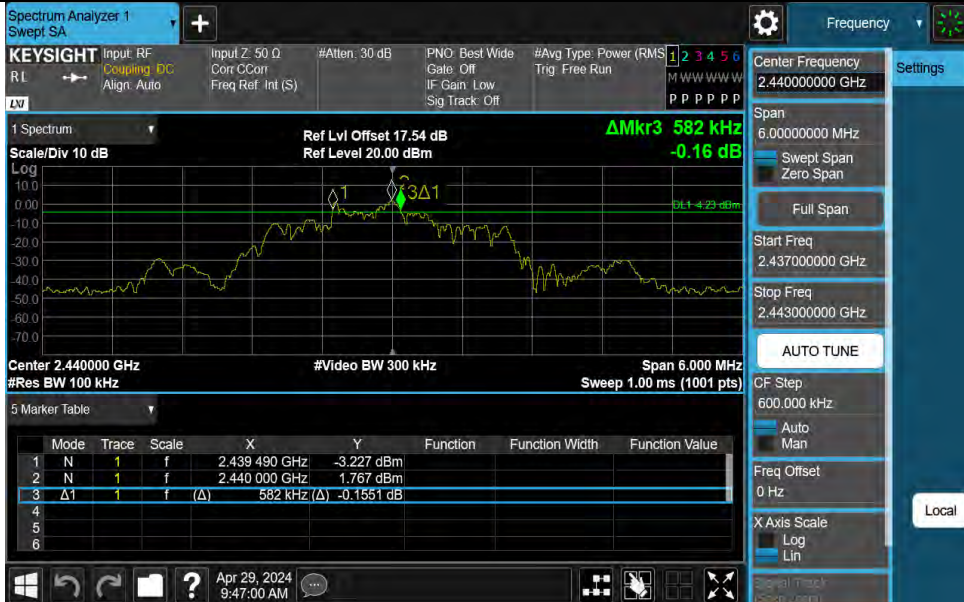 Spectrum Analyzer 1
Swept SA
Frequency
KEYSIGHT
RL
LXI
Input: RF
Coupling: DC
Align: Auto
Input Z: 50 Ω
Corr CCorr
Freq Ref: Int (S)
#Atten: 30 dB
PNO: Best Wide
Gate: Off
IF Gain: Low
Sig Track: Off
#Avg Type: Power (RMS
Trig: Free Run
1 2 3 4 5 6
M W W W W W
P P P P P P
1 Spectrum
Scale/Div 10 dB
Ref Lvl Offset 17.54 dB
Ref Level 20.00 dBm
ΔMkr3 582 kHz
-0.16 dB
Log
10.0
0.00
-10.0
-20.0
-30.0
-40.0
-50.0
-60.0
-70.0
1
3Δ1
DL1 -4.23 dBm
Center 2.440000 GHz
#Video BW 300 kHz
Span 6.000 MHz
#Res BW 100 kHz
Sweep 1.00 ms (1001 pts)
5 Marker Table
Mode Trace Scale X Y Function Function Width Function Value
1 N 1 f 2.439 490 GHz -3.227 dBm
2 N 1 f 2.440 000 GHz 1.767 dBm
3 Δ1 1 f (Δ) 582 kHz (Δ) -0.1551 dB
4
5
6
?
Apr 29, 2024
9:47:00 AM
Center Frequency
2.440000000 GHz
Span
6.00000000 MHz
Swept Span
Zero Span
Full Span
Start Freq
2.437000000 GHz
Stop Freq
2.443000000 GHz
AUTO TUNE
CF Step
600.000 kHz
Auto
Man
Freq Offset
0 Hz
X Axis Scale
Log
Lin
Signal Track
Settings
Local